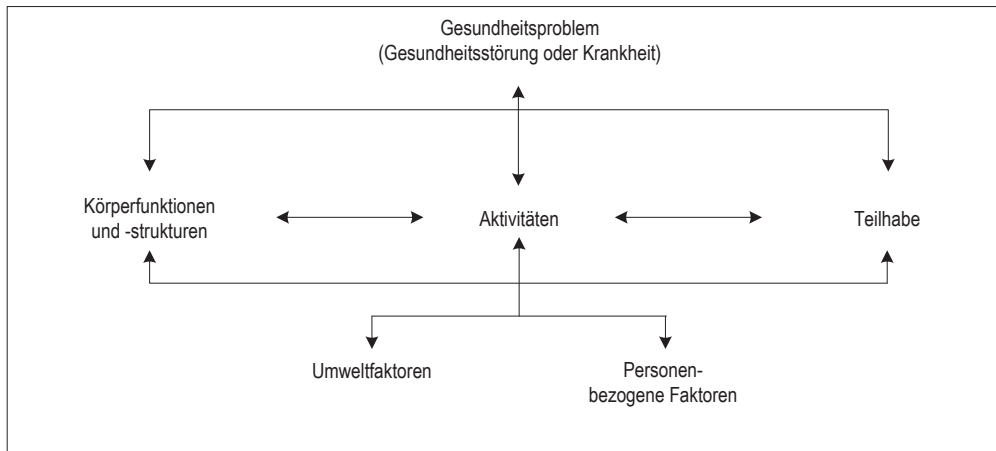 Gesundheitsproblem
(Gesundheitsstörung oder Krankheit)
Körperfunktionen
und -strukturen
Aktivitäten
Teilhabe
Umweltfaktoren
Personen-
bezogene Faktoren